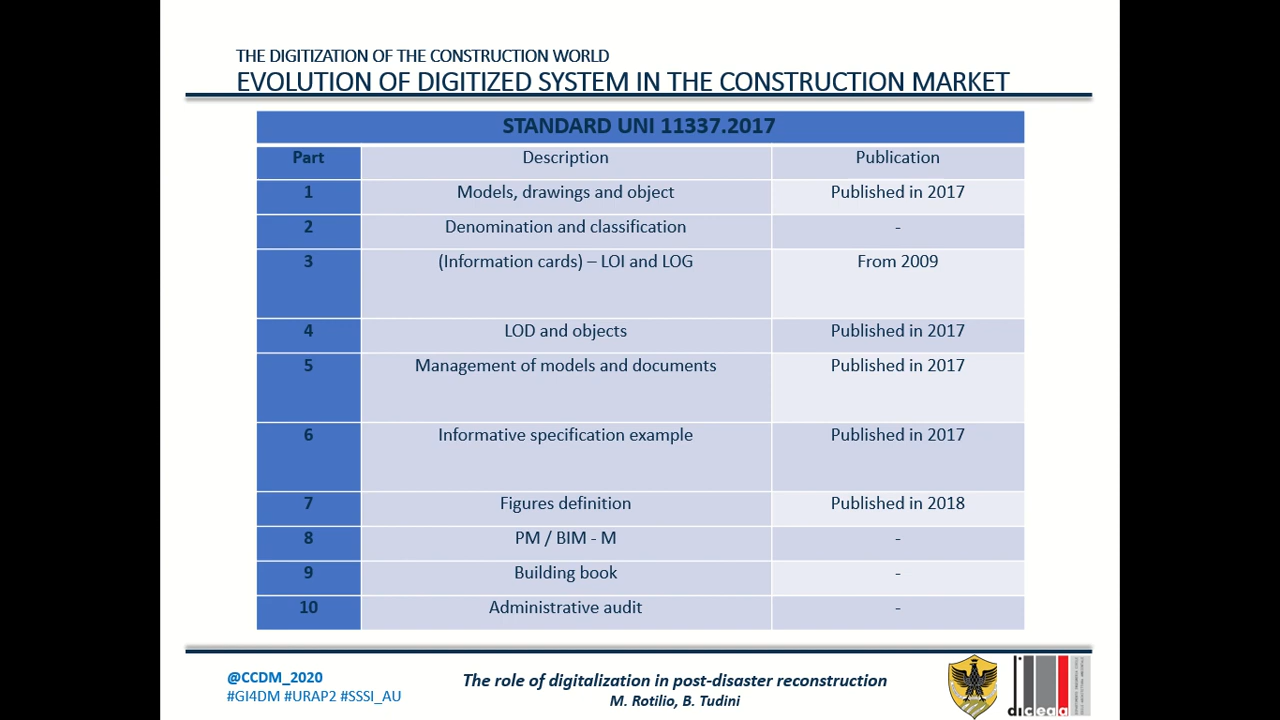 THE DIGITIZATION OF THE CONSTRUCTION WORLD
EVOLUTION OF DIGITIZED SYSTEM IN THE CONSTRUCTION MARKET
STANDARD UNI 11337.2017
Part Description Publication
1 Models, drawings and object Published in 2017
2 Denomination and classification -
3 (Information cards) – LOI and LOG From 2009
4 LOD and objects Published in 2017
5 Management of models and documents Published in 2017
6 Informative specification example Published in 2017
7 Figures definition Published in 2018
8 PM / BIM - M -
9 Building book -
10 Administrative audit -
@CCDM_2020
#GI4DM #URAP2 #SSSI_AU
The role of digitalization in post-disaster reconstruction
M. Rotilio, B. Tudini
diceaa